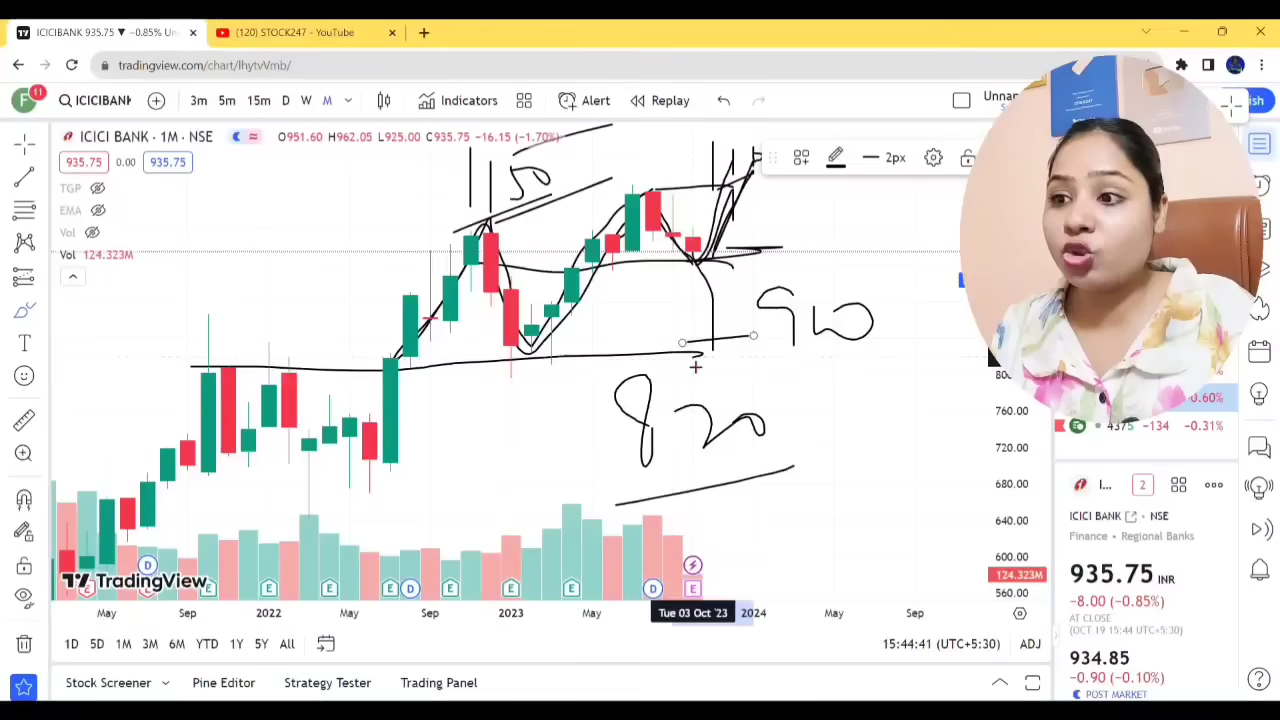 ICICIBANK 935.75 ▼ −0.85% Un
(120) STOCK247 - YouTube
tradingview.com/chart/lhytvVmb/
F 11 ICICIBANK 3m 5m 15m D W M Indicators Alert Replay Unnan
ICICI BANK · 1M · NSE O951.60 H962.05 L925.00 C935.75 −16.15 (−1.70%)
935.75 0.00 935.75
2px
TGP
EMA
Vol
Vol 124.323M
1150
910
820
760.00
720.00
680.00
640.00
600.00
124.323M
560.00
TradingView
D E E E E D E E E D E
May Sep 2022 May Sep 2023 May Tue 03 Oct '23 2024 May Sep
1D 5D 1M 3M 6M YTD 1Y 5Y All
15:44:41 (UTC+5:30) ADJ
Stock Screener Pine Editor Strategy Tester Trading Panel
-0.60%
4375 −134 −0.31%
I... 2
ICICI BANK · NSE
Finance • Regional Banks
935.75 INR
−8.00 (−0.85%)
AT CLOSE
(OCT 19 15:44 UTC+5:30)
934.85
−0.90 (−0.10%)
POST MARKET